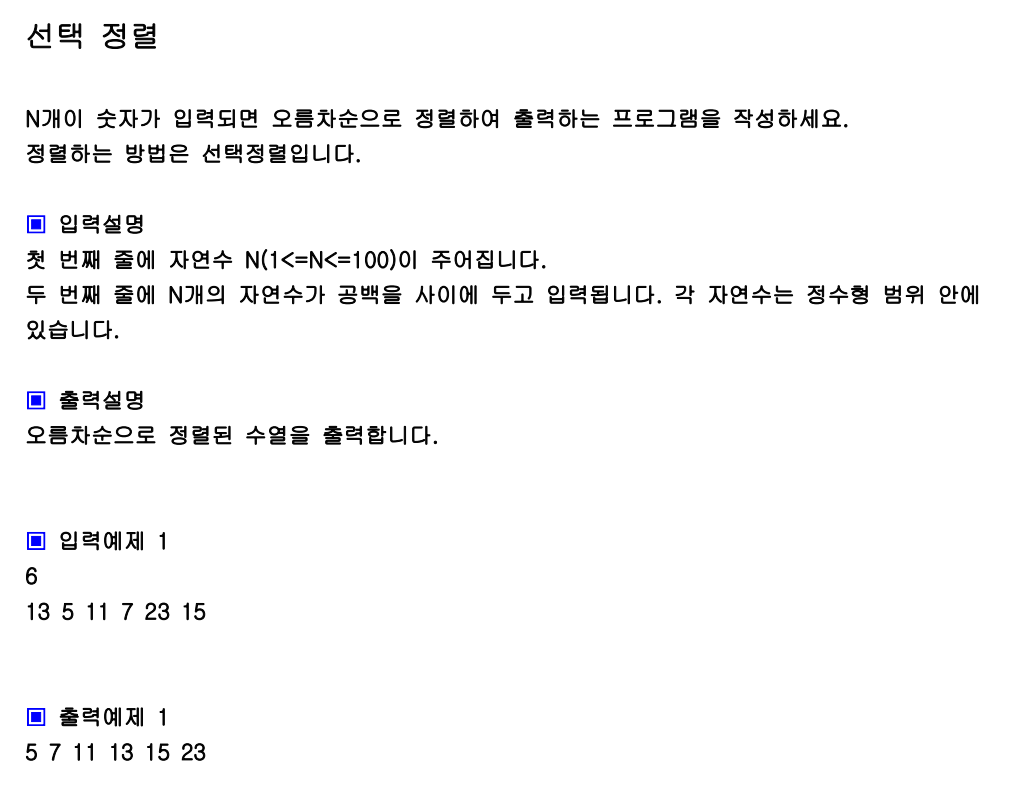 선택 정렬
N개이 숫자가 입력되면 오름차순으로 정렬하여 출력하는 프로그램을 작성하세요.
정렬하는 방법은 선택정렬입니다.
▣ 입력설명
첫 번째 줄에 자연수 N(1<=N<=100)이 주어집니다.
두 번째 줄에 N개의 자연수가 공백을 사이에 두고 입력됩니다. 각 자연수는 정수형 범위 안에
있습니다.
▣ 출력설명
오름차순으로 정렬된 수열을 출력합니다.
▣ 입력예제 1
6
13 5 11 7 23 15
▣ 출력예제 1
5 7 11 13 15 23